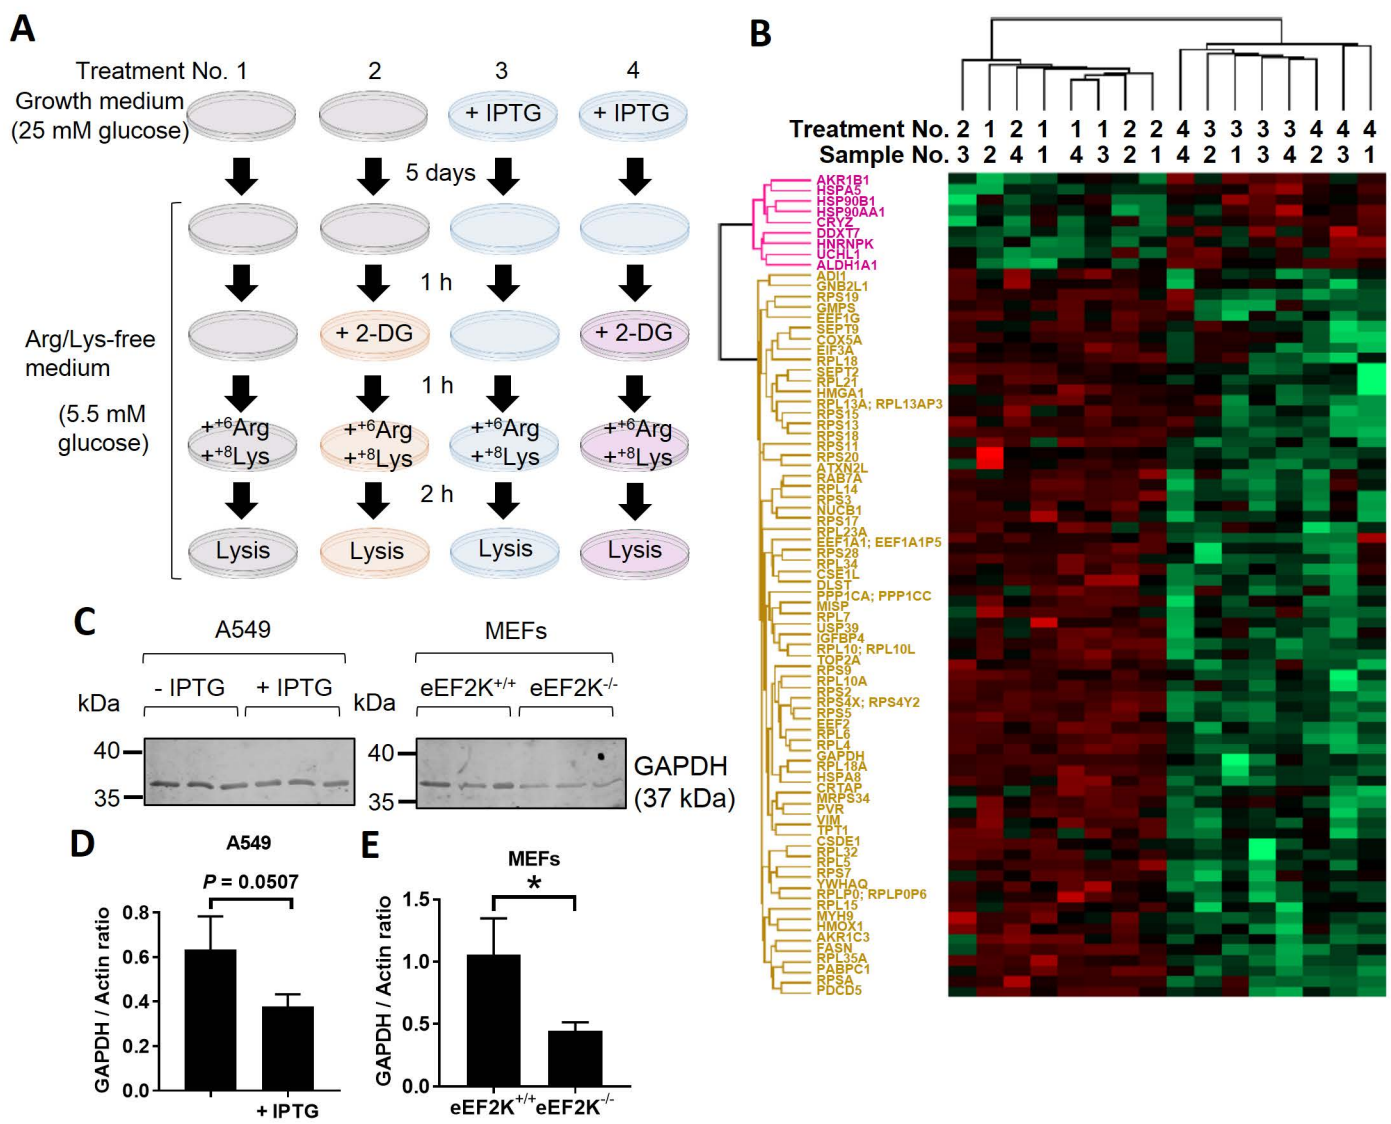 A
Treatment No. 1 2 3 4
Growth medium
(25 mM glucose)
+ IPTG + IPTG
5 days
1 h
Arg/Lys-free
medium
(5.5 mM
glucose)
+ 2-DG + 2-DG
1 h
+⁺⁶Arg +⁺⁶Arg +⁺⁶Arg +⁺⁶Arg
+⁺⁸Lys +⁺⁸Lys +⁺⁸Lys +⁺⁸Lys
2 h
Lysis Lysis Lysis Lysis
B
Treatment No. 2 1 2 1 1 1 2 2 4 3 3 3 3 4 4 4
Sample No. 3 2 4 1 4 3 2 1 4 2 1 3 4 2 3 1
AKR1B1
HSPA5
HSP90B1
HSP90AA1
CRYZ
DDXT7
HNRNPK
UCHL1
ALDH1A1
ADI1
GNB2L1
RPS19
GMPS
EEF1G
SEPT9
COX5A
EIF3A
RPL18
SEPT2
RPL21
HMGA1
RPL13A; RPL13AP3
RPS15
RPS13
RPS18
RPS11
RPS20
ATXN2L
RAB7A
RPL14
RPS3
NUCB1
RPS17
RPL23A
EEF1A1; EEF1A1P5
RPS28
RPL34
CSE1L
DLST
PPP1CA; PPP1CC
MISP
RPL7
USP39
IGFBP4
RPL10; RPL10L
TOP2A
RPS9
RPL10A
RPS2
RPS4X; RPS4Y2
RPS5
EEF2
RPL6
RPL4
GAPDH
RPL18A
HSPA8
CRTAP
MRPS34
PVR
VIM
TPT1
CSDE1
RPL32
RPL5
RPS7
YWHAQ
RPLP0; RPLP0P6
RPL15
MYH9
HMOX1
AKR1C3
FASN
RPL35A
PABPC1
RPSA
PDCD5
C
A549 MEFs
- IPTG + IPTG
eEF2K⁺/⁺ eEF2K⁻/⁻
kDa kDa
40 40
35 35
GAPDH
(37 kDa)
D
A549
P = 0.0507
GAPDH / Actin ratio
0.8
0.6
0.4
0.2
0.0
+ IPTG
E
MEFs
*
GAPDH / Actin ratio
1.5
1.0
0.5
0.0
eEF2K⁺/⁺ eEF2K⁻/⁻